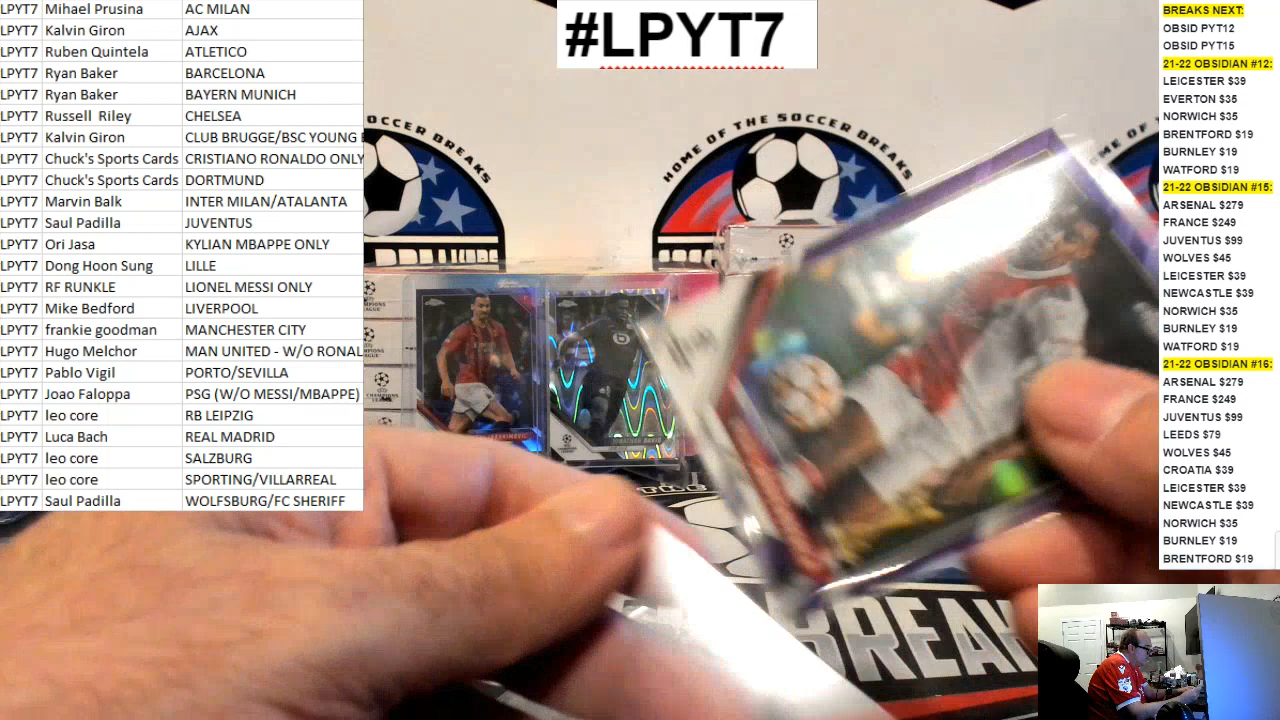 LPYT7 Mihael Prusina AC MILAN
LPYT7 Kalvin Giron AJAX
LPYT7 Ruben Quintela ATLETICO
LPYT7 Ryan Baker BARCELONA
LPYT7 Ryan Baker BAYERN MUNICH
LPYT7 Russell Riley CHELSEA
LPYT7 Kalvin Giron CLUB BRUGGE/BSC YOUNG
LPYT7 Chuck's Sports Cards CRISTIANO RONALDO ONLY
LPYT7 Chuck's Sports Cards DORTMUND
LPYT7 Marvin Balk INTER MILAN/ATALANTA
LPYT7 Saul Padilla JUVENTUS
LPYT7 Ori Jasa KYLIAN MBAPPE ONLY
LPYT7 Dong Hoon Sung LILLE
LPYT7 RF RUNKLE LIONEL MESSI ONLY
LPYT7 Mike Bedford LIVERPOOL
LPYT7 frankie goodman MANCHESTER CITY
LPYT7 Hugo Melchor MAN UNITED - W/O RONAL
LPYT7 Pablo Vigil PORTO/SEVILLA
LPYT7 Joao Faloppa PSG (W/O MESSI/MBAPPE)
LPYT7 leo core RB LEIPZIG
LPYT7 Luca Bach REAL MADRID
LPYT7 leo core SALZBURG
LPYT7 leo core SPORTING/VILLARREAL
LPYT7 Saul Padilla WOLFSBURG/FC SHERIFF
#LPYT7
OCCER BREAKS
HOME OF THE SOCCER BREAKS
JONATHAN DAVID
BREAK
BREAKS NEXT:
OBSID PYT12
OBSID PYT15
21-22 OBSIDIAN #12:
LEICESTER $39
EVERTON $35
NORWICH $35
BRENTFORD $19
BURNLEY $19
WATFORD $19
21-22 OBSIDIAN #15:
ARSENAL $279
FRANCE $249
JUVENTUS $99
WOLVES $45
LEICESTER $39
NEWCASTLE $39
NORWICH $35
BURNLEY $19
WATFORD $19
21-22 OBSIDIAN #16:
ARSENAL $279
FRANCE $249
JUVENTUS $99
LEEDS $79
WOLVES $45
CROATIA $39
LEICESTER $39
NEWCASTLE $39
NORWICH $35
BURNLEY $19
BRENTFORD $19